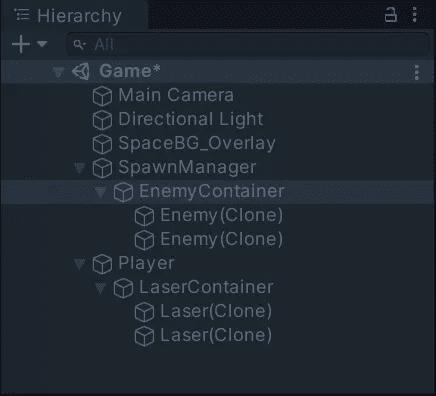 Hierarchy
All
Game*
Main Camera
Directional Light
SpaceBG_Overlay
SpawnManager
EnemyContainer
Enemy(Clone)
Enemy(Clone)
Player
LaserContainer
Laser(Clone)
Laser(Clone)